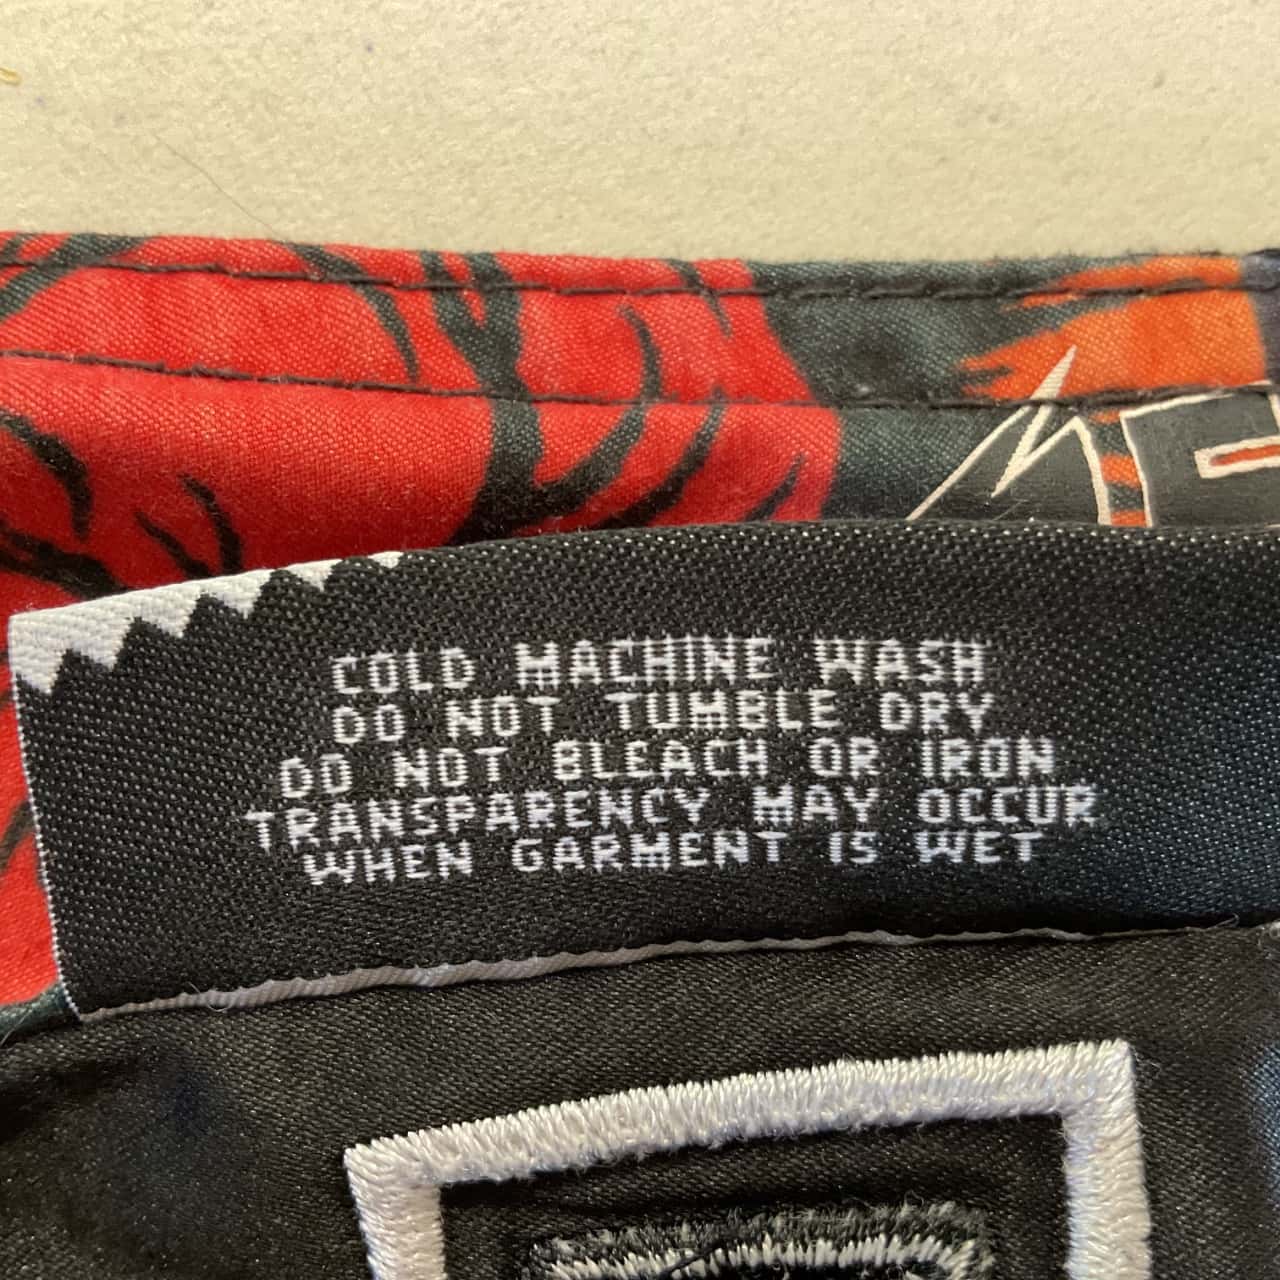 COLD MACHINE WASH
DO NOT TUMBLE DRY
DO NOT BLEACH OR IRON
TRANSPARENCY MAY OCCUR
WHEN GARMENT IS WET